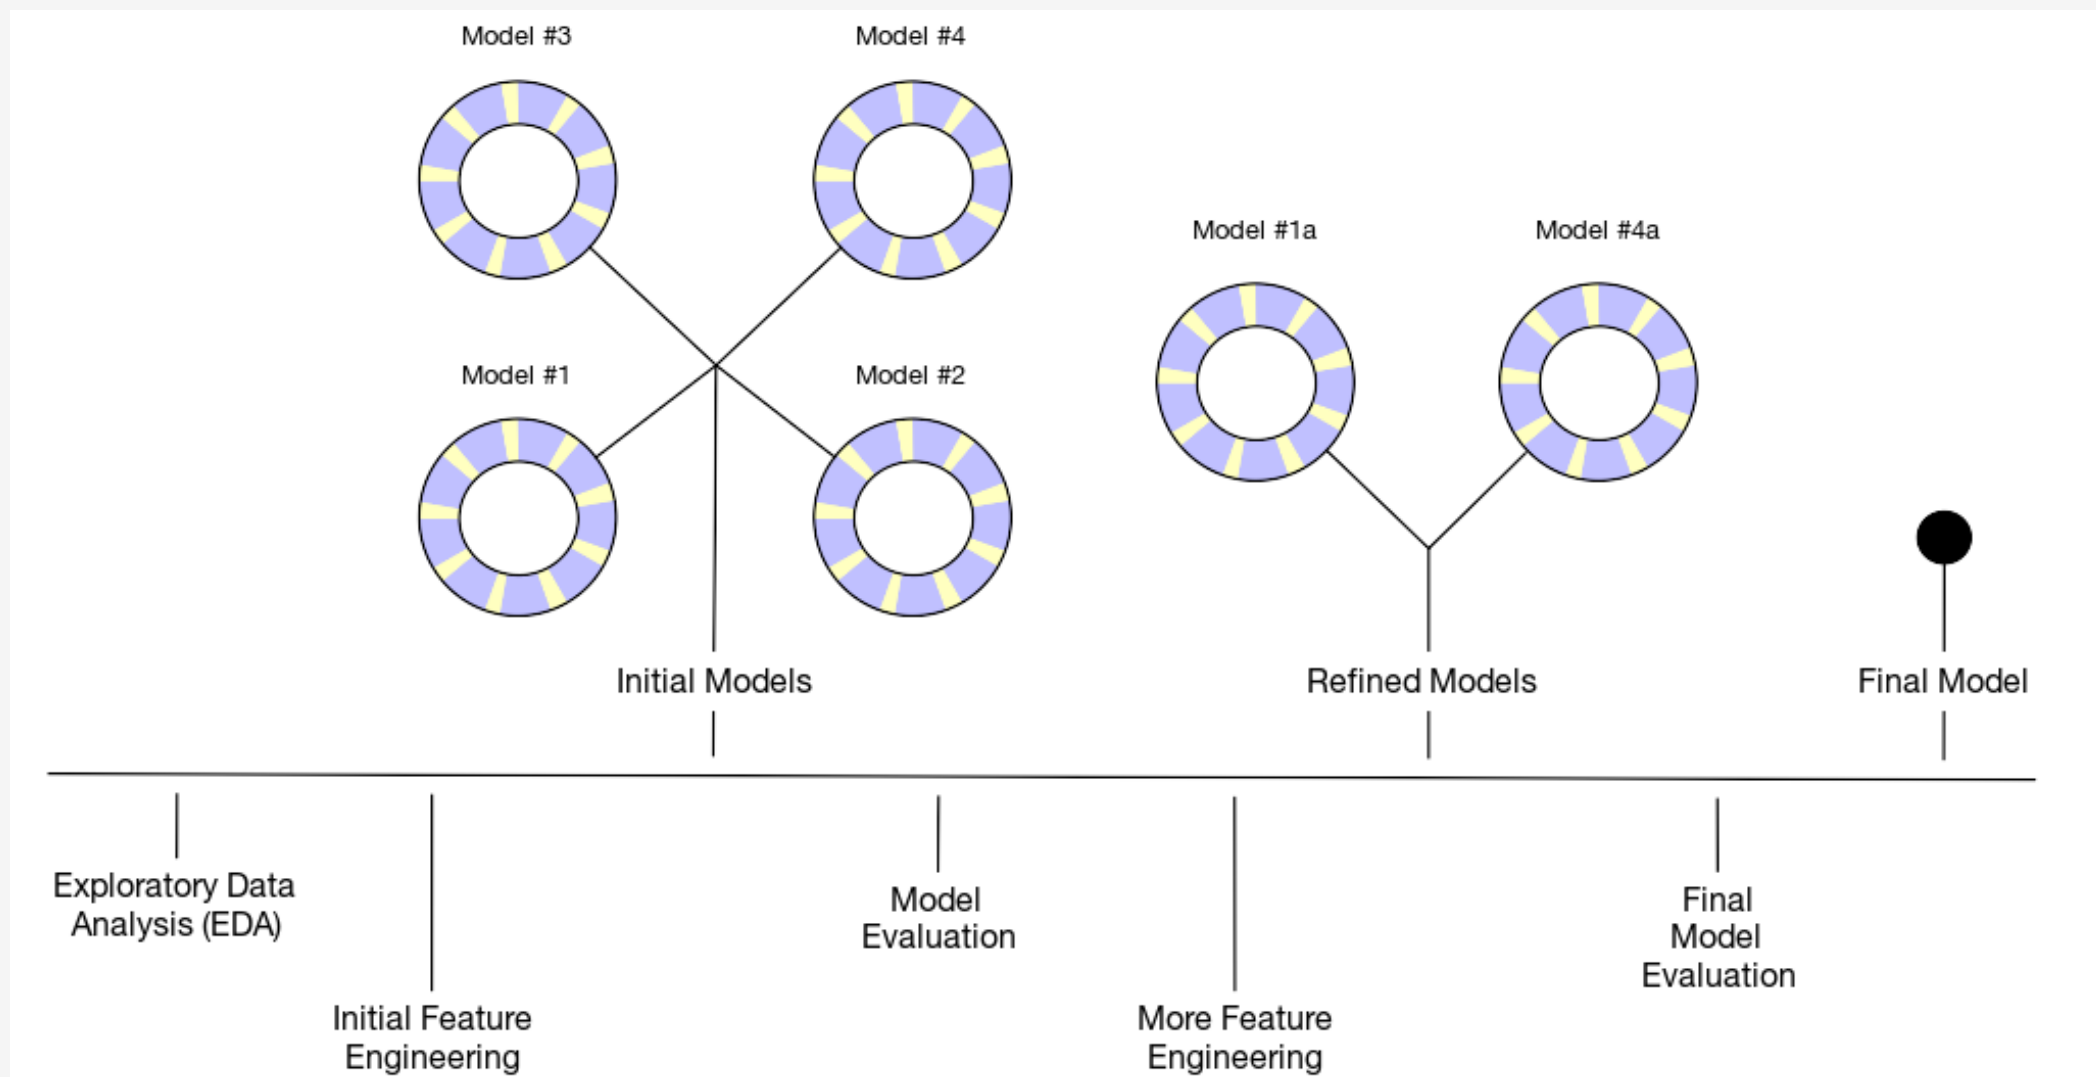 Model #3
Model #4
Model #1a
Model #4a
Model #1
Model #2
Initial Models
Refined Models
Final Model
Exploratory Data
Analysis (EDA)
Initial Feature
Engineering
Model
Evaluation
More Feature
Engineering
Final
Model
Evaluation